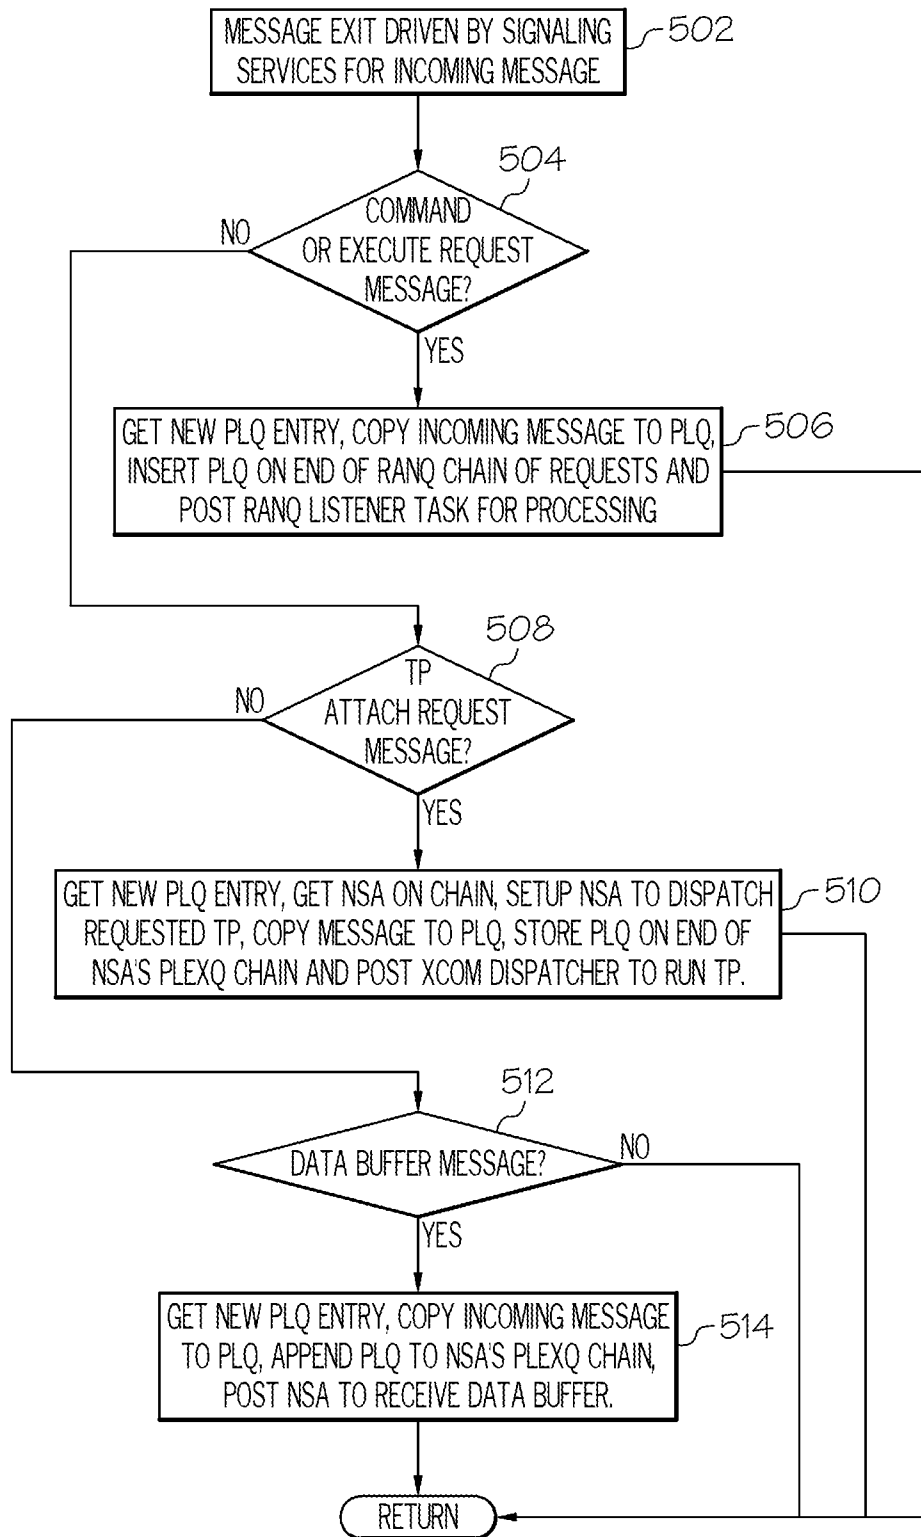 MESSAGE EXIT DRIVEN BY SIGNALING
SERVICES FOR INCOMING MESSAGE
502
504
COMMAND
OR EXECUTE REQUEST
MESSAGE?
NO
YES
GET NEW PLQ ENTRY, COPY INCOMING MESSAGE TO PLQ,
INSERT PLQ ON END OF RANQ CHAIN OF REQUESTS AND
POST RANQ LISTENER TASK FOR PROCESSING
506
508
TP
ATTACH REQUEST
MESSAGE?
NO
YES
GET NEW PLQ ENTRY, GET NSA ON CHAIN, SETUP NSA TO DISPATCH
REQUESTED TP, COPY MESSAGE TO PLQ, STORE PLQ ON END OF
NSA'S PLEXQ CHAIN AND POST XCOM DISPATCHER TO RUN TP.
510
512
DATA BUFFER MESSAGE?
NO
YES
GET NEW PLQ ENTRY, COPY INCOMING MESSAGE
TO PLQ, APPEND PLQ TO NSA'S PLEXQ CHAIN,
POST NSA TO RECEIVE DATA BUFFER.
514
RETURN